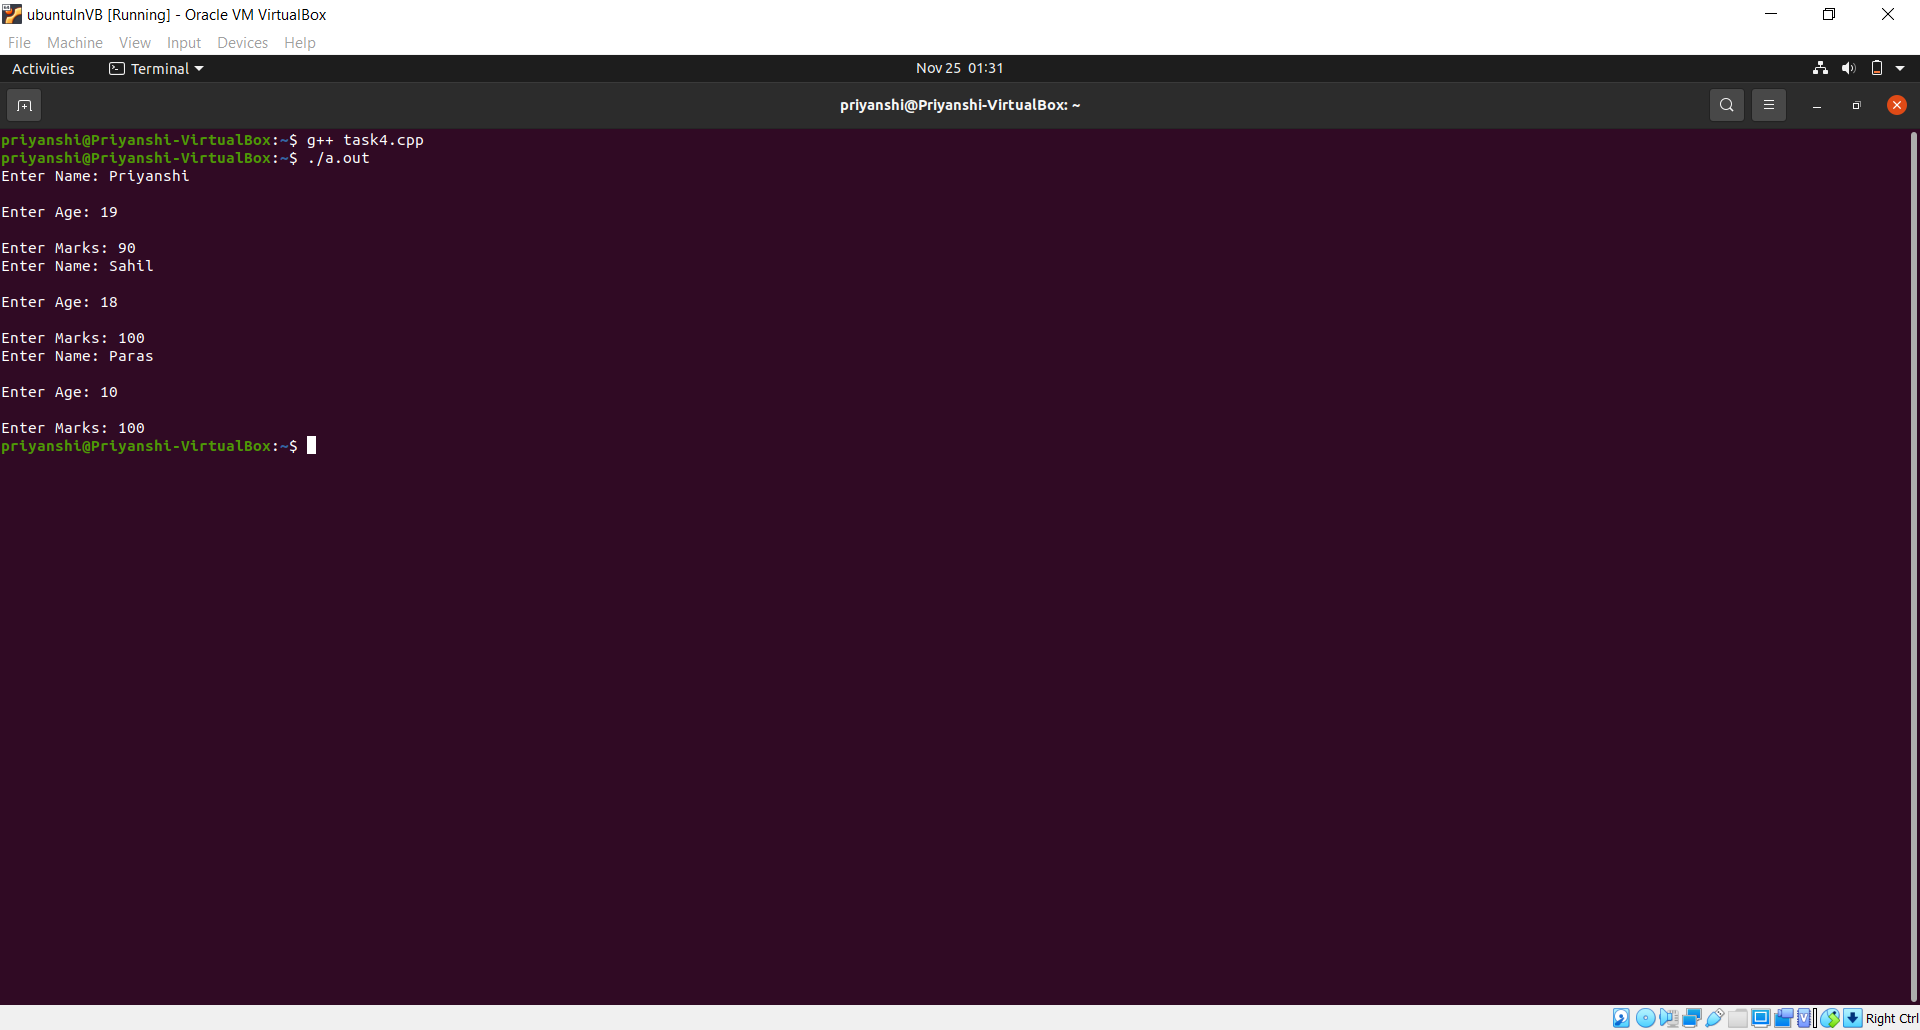 ubuntuInVB [Running] - Oracle VM VirtualBox
File Machine View Input Devices Help
Activities Terminal Nov 25 01:31
priyanshi@Priyanshi-VirtualBox: ~
priyanshi@Priyanshi-VirtualBox:~$ g++ task4.cpp
priyanshi@Priyanshi-VirtualBox:~$ ./a.out
Enter Name: Priyanshi
Enter Age: 19
Enter Marks: 90
Enter Name: Sahil
Enter Age: 18
Enter Marks: 100
Enter Name: Paras
Enter Age: 10
Enter Marks: 100
priyanshi@Priyanshi-VirtualBox:~$
Right Ctrl